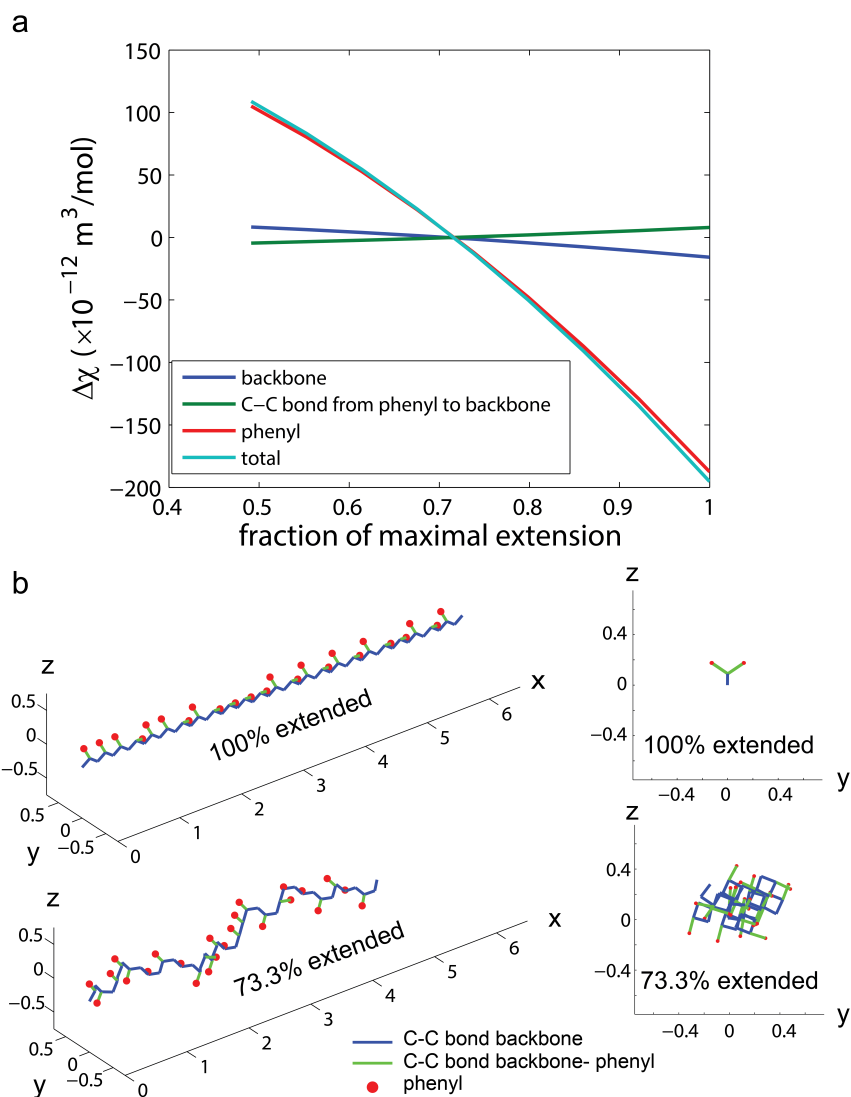 a
150
100
50
0
−50
−100
−150
−200
Δχ (×10⁻¹² m³/mol)
backbone
C−C bond from phenyl to backbone
phenyl
total
0.4 0.5 0.6 0.7 0.8 0.9 1
fraction of maximal extension
b
z
0.5
0
−0.5
0.5
0
−0.5
y
0 1 2 3 4 5 6
x
100% extended
z
0.4
0
−0.4
−0.4 0 0.4
y
100% extended
z
0.5
0
−0.5
0.5
0
−0.5
y
0 1 2 3 4 5 6
x
73.3% extended
z
0.4
0
−0.4
−0.4 0 0.4
y
73.3% extended
C-C bond backbone
C-C bond backbone- phenyl
phenyl